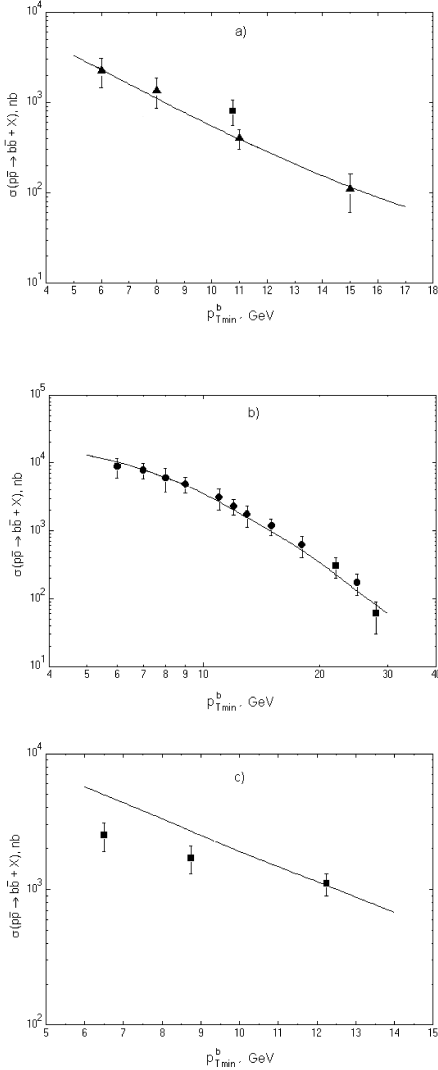 a)
σ(pp̄ → bb̄ + X), nb
10⁴
10³
10²
10¹
4 5 6 7 8 9 10 11 12 13 14 15 16 17 18
p_Tmin^b, GeV
b)
σ(pp̄ → bb̄ + X), nb
10⁵
10⁴
10³
10²
10¹
4 5 6 7 8 9 10 20 30 40
p_Tmin^b, GeV
c)
σ(pp̄ → bb̄ + X), nb
10⁴
10³
10²
5 6 7 8 9 10 11 12 13 14 15
p_Tmin^b, GeV